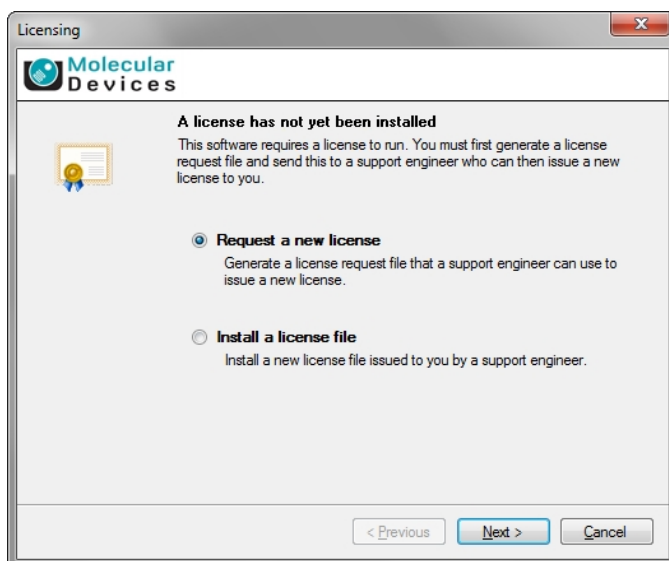 Licensing
Molecular
Devices
A license has not yet been installed
This software requires a license to run. You must first generate a license
request file and send this to a support engineer who can then issue a new
license to you.
Request a new license
Generate a license request file that a support engineer can use to
issue a new license.
Install a license file
Install a new license file issued to you by a support engineer.
< Previous
Next >
Cancel